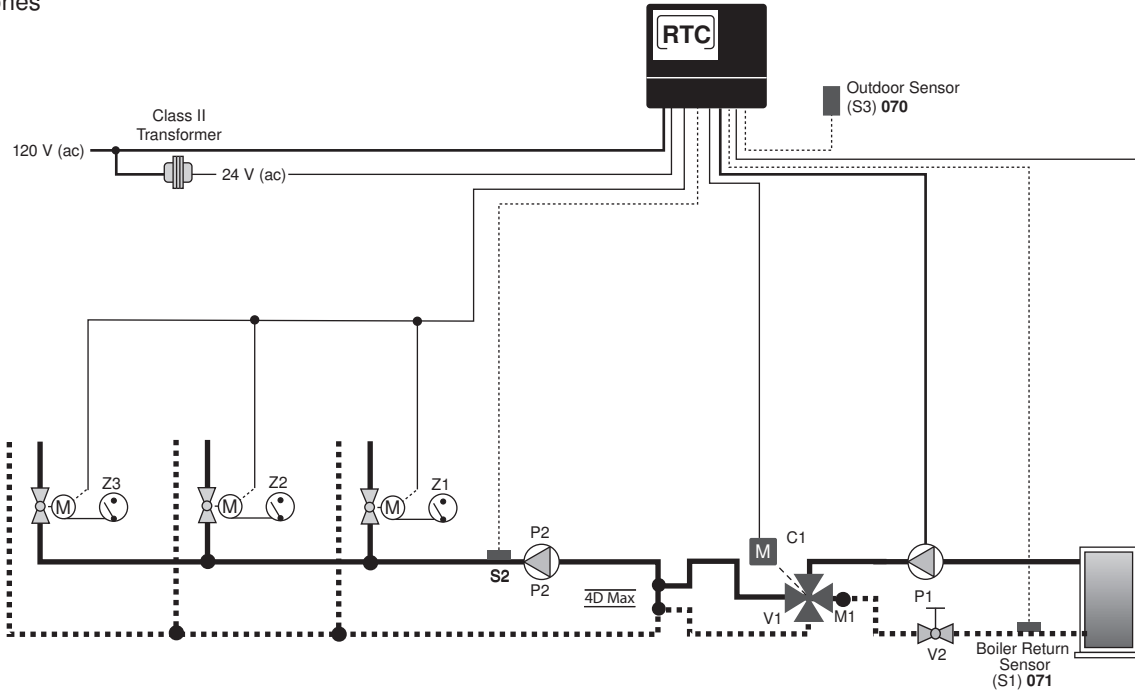 RTC
Outdoor Sensor
(S3) 070
Class II
Transformer
120 V (ac)
24 V (ac)
Z3
Z2
Z1
M
M
M
P2
P2
S2
4D Max
M
C1
V1
M1
P1
V2
Boiler Return
Sensor
(S1) 071